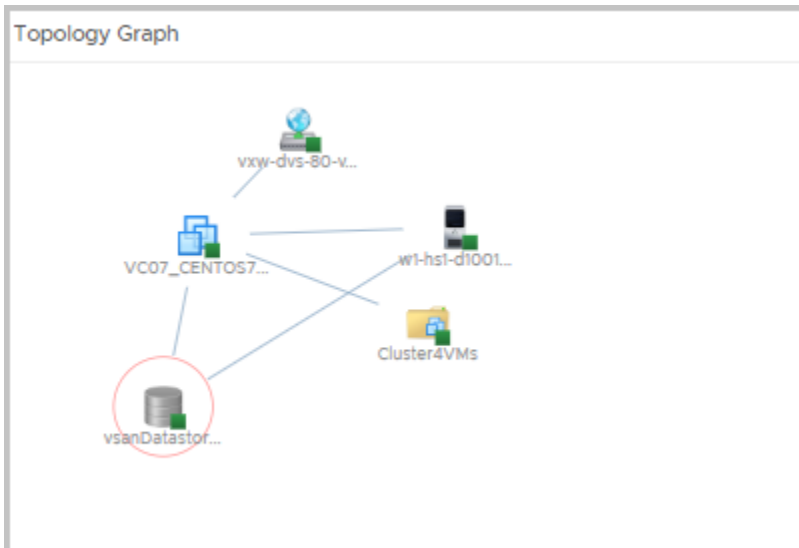 Topology Graph
vxw-dvs-80-v...
VC07_CENTOS7...
w1-hs1-d1001...
Cluster4VMs
vsanDatastor...